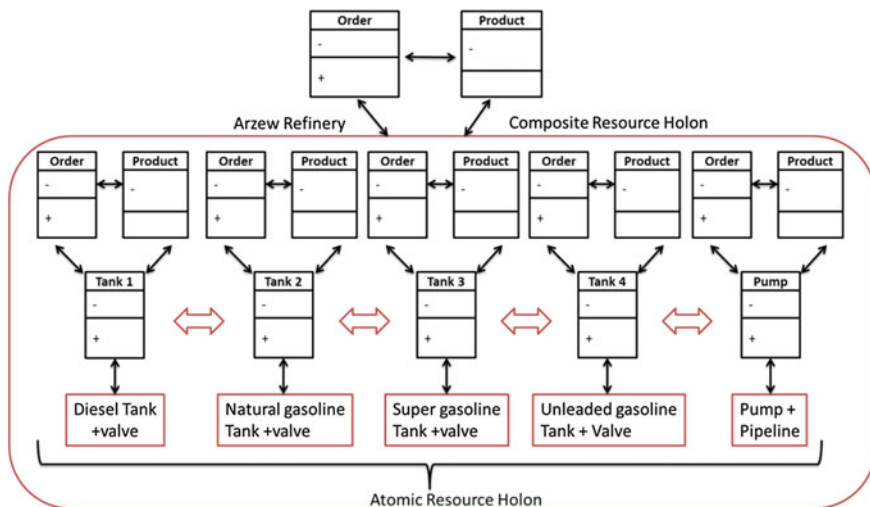 Order
Product
-
-
+
Arzew Refinery
Composite Resource Holon
Order
Product
Order
Product
Order
Product
Order
Product
Order
Product
-
-
-
-
-
-
-
-
-
-
+
+
+
+
+
Tank 1
Tank 2
Tank 3
Tank 4
Pump
-
-
-
-
-
+
+
+
+
+
Diesel Tank
+valve
Natural gasoline
Tank +valve
Super gasoline
Tank +valve
Unleaded gasoline
Tank + Valve
Pump +
Pipeline
Atomic Resource Holon